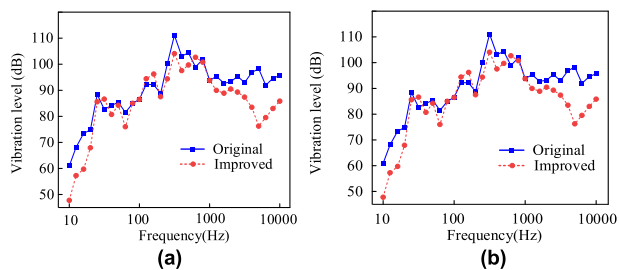 Vibration level (dB)
110
100
90
80
70
60
50
Original
Improved
10
100
1000
10000
Frequency(Hz)
(a)
Vibration level (dB)
110
100
90
80
70
60
50
Original
Improved
10
100
1000
10000
Frequency(Hz)
(b)